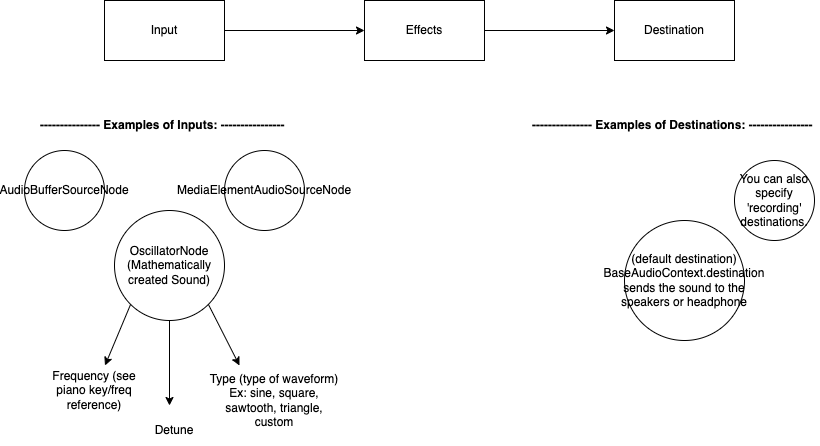 Input
Effects
Destination
--------------- Examples of Inputs: ----------------
--------------- Examples of Destinations: ----------------
AudioBufferSourceNode
MediaElementAudioSourceNode
OscillatorNode
(Mathematically
created Sound)
Frequency (see
piano key/freq
reference)
Detune
Type (type of waveform)
Ex: sine, square,
sawtooth, triangle,
custom
You can also
specify
'recording'
destinations.
(default destination)
BaseAudioContext.destination
sends the sound to the
speakers or headphone